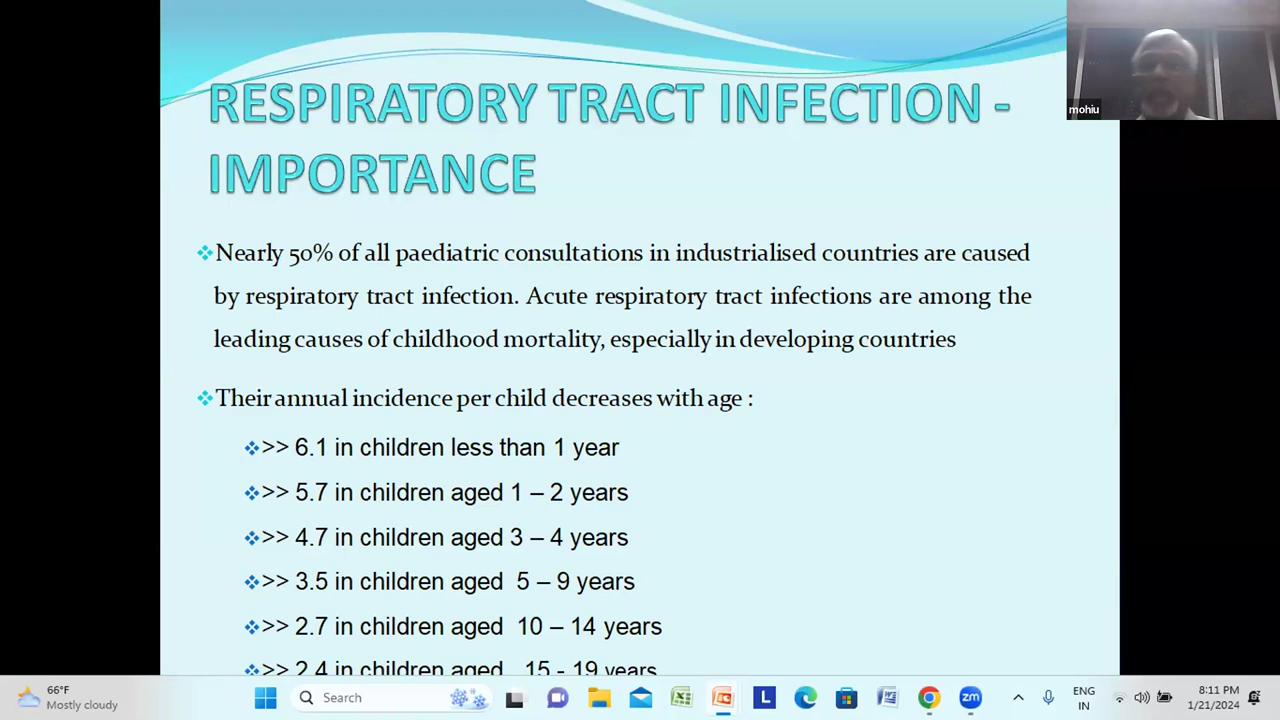 RESPIRATORY TRACT INFECTION -
IMPORTANCE
mohiu
❖Nearly 50% of all paediatric consultations in industrialised countries are caused
by respiratory tract infection. Acute respiratory tract infections are among the
leading causes of childhood mortality, especially in developing countries
❖Their annual incidence per child decreases with age :
❖>> 6.1 in children less than 1 year
❖>> 5.7 in children aged 1 – 2 years
❖>> 4.7 in children aged 3 – 4 years
❖>> 3.5 in children aged 5 – 9 years
❖>> 2.7 in children aged 10 – 14 years
❖>> 2.4 in children aged 15 - 19 years
66°F
Mostly cloudy
Search
L
zm
ENG
IN
8:11 PM
1/21/2024